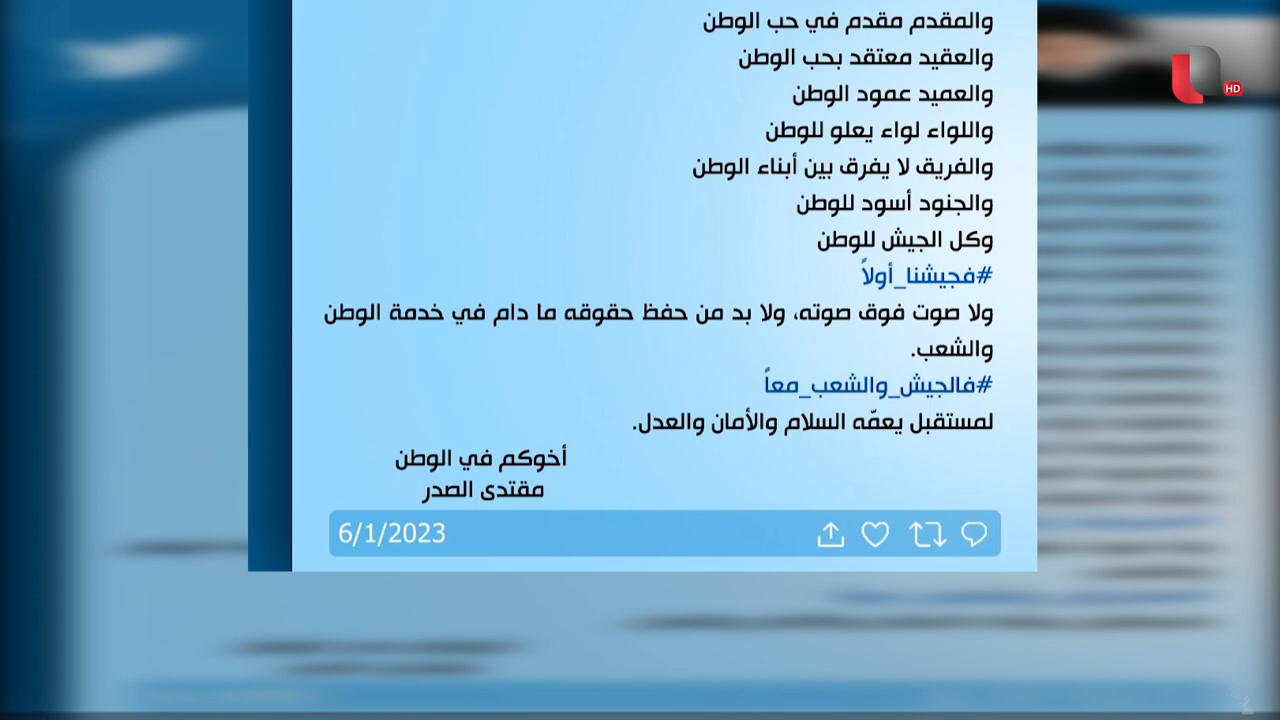 والمقدم مقدم في حب الوطن
والعقيد معتقد بحب الوطن
والعميد عمود الوطن
واللواء لواء يعلو للوطن
والفريق لا يفرق بين أبناء الوطن
والجنود أسود للوطن
وكل الجيش للوطن
#فجيشنا_أولاً
ولا صوت فوق صوته، ولا بد من حفظ حقوقه ما دام في خدمة الوطن
والشعب.
#فالجيش_والشعب_معاً
لمستقبل يعمّه السلام والأمان والعدل.
أخوكم في الوطن
مقتدى الصدر
6/1/2023
HD